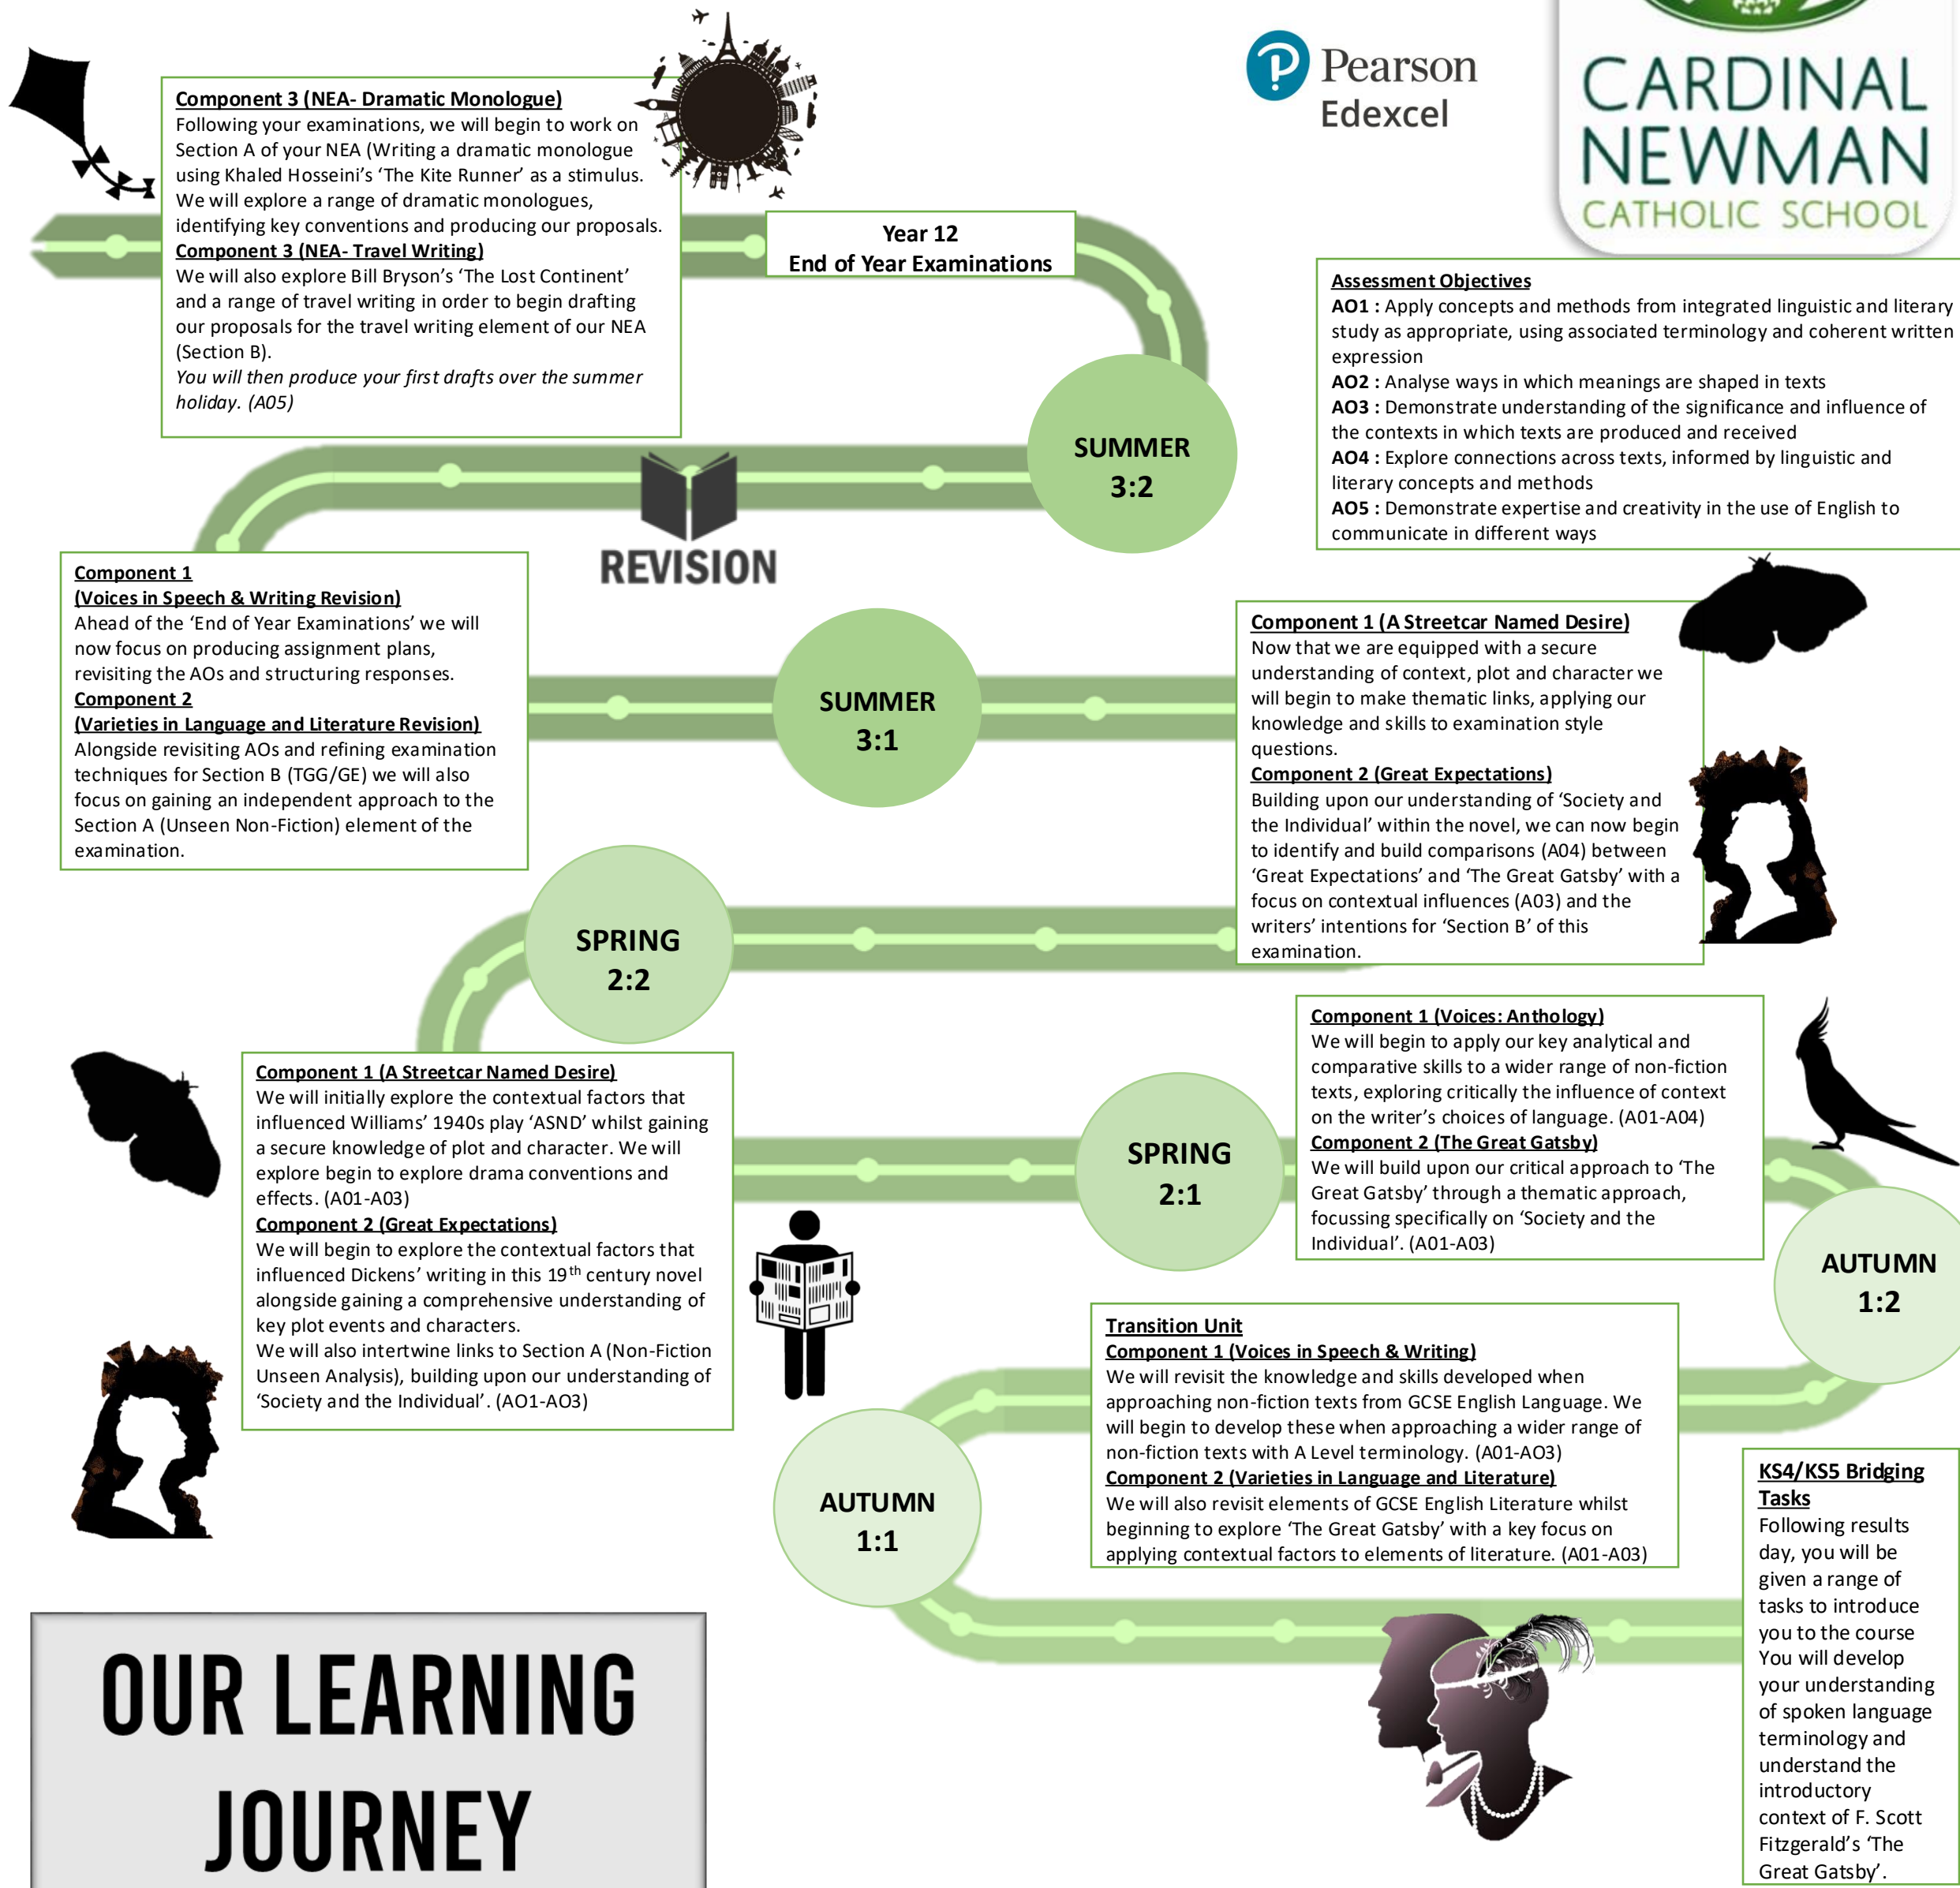 Component 3 (NEA- Dramatic Monologue)
Following your examinations, we will begin to work on
Section A of your NEA (Writing a dramatic monologue
using Khaled Hosseini's 'The Kite Runner' as a stimulus.
We will explore a range of dramatic monologues,
identifying key conventions and producing our proposals.
Component 3 (NEA- Travel Writing)
We will also explore Bill Bryson's 'The Lost Continent'
and a range of travel writing in order to begin drafting
our proposals for the travel writing element of our NEA
(Section B).
You will then produce your first drafts over the summer
holiday. (A05)
Year 12
End of Year Examinations
Pearson
Edexcel
CARDINAL
NEWMAN
CATHOLIC SCHOOL
Assessment Objectives
AO1 : Apply concepts and methods from integrated linguistic and literary
study as appropriate, using associated terminology and coherent written
expression
AO2 : Analyse ways in which meanings are shaped in texts
AO3 : Demonstrate understanding of the significance and influence of
the contexts in which texts are produced and received
AO4 : Explore connections across texts, informed by linguistic and
literary concepts and methods
AO5 : Demonstrate expertise and creativity in the use of English to
communicate in different ways
SUMMER
3:2
REVISION
Component 1
(Voices in Speech & Writing Revision)
Ahead of the 'End of Year Examinations' we will
now focus on producing assignment plans,
revisiting the AOs and structuring responses.
Component 2
(Varieties in Language and Literature Revision)
Alongside revisiting AOs and refining examination
techniques for Section B (TGG/GE) we will also
focus on gaining an independent approach to the
Section A (Unseen Non-Fiction) element of the
examination.
SUMMER
3:1
Component 1 (A Streetcar Named Desire)
Now that we are equipped with a secure
understanding of context, plot and character we
will begin to make thematic links, applying our
knowledge and skills to examination style
questions.
Component 2 (Great Expectations)
Building upon our understanding of 'Society and
the Individual' within the novel, we can now begin
to identify and build comparisons (A04) between
'Great Expectations' and 'The Great Gatsby' with a
focus on contextual influences (A03) and the
writers' intentions for 'Section B' of this
examination.
SPRING
2:2
Component 1 (A Streetcar Named Desire)
We will initially explore the contextual factors that
influenced Williams' 1940s play 'ASND' whilst gaining
a secure knowledge of plot and character. We will
explore begin to explore drama conventions and
effects. (A01-A03)
Component 2 (Great Expectations)
We will begin to explore the contextual factors that
influenced Dickens' writing in this 19th century novel
alongside gaining a comprehensive understanding of
key plot events and characters.
We will also intertwine links to Section A (Non-Fiction
Unseen Analysis), building upon our understanding of
'Society and the Individual'. (AO1-AO3)
SPRING
2:1
Component 1 (Voices: Anthology)
We will begin to apply our key analytical and
comparative skills to a wider range of non-fiction
texts, exploring critically the influence of context
on the writer's choices of language. (A01-A04)
Component 2 (The Great Gatsby)
We will build upon our critical approach to 'The
Great Gatsby' through a thematic approach,
focussing specifically on 'Society and the
Individual'. (A01-A03)
AUTUMN
1:2
Transition Unit
Component 1 (Voices in Speech & Writing)
We will revisit the knowledge and skills developed when
approaching non-fiction texts from GCSE English Language. We
will begin to develop these when approaching a wider range of
non-fiction texts with A Level terminology. (A01-AO3)
Component 2 (Varieties in Language and Literature)
We will also revisit elements of GCSE English Literature whilst
beginning to explore 'The Great Gatsby' with a key focus on
applying contextual factors to elements of literature. (A01-A03)
AUTUMN
1:1
KS4/KS5 Bridging
Tasks
Following results
day, you will be
given a range of
tasks to introduce
you to the course
You will develop
your understanding
of spoken language
terminology and
understand the
introductory
context of F. Scott
Fitzgerald's 'The
Great Gatsby'.
OUR LEARNING
JOURNEY